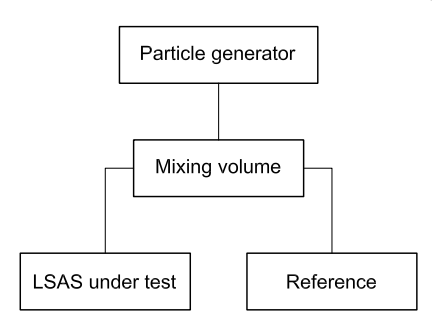 Particle generator
Mixing volume
LSAS under test
Reference